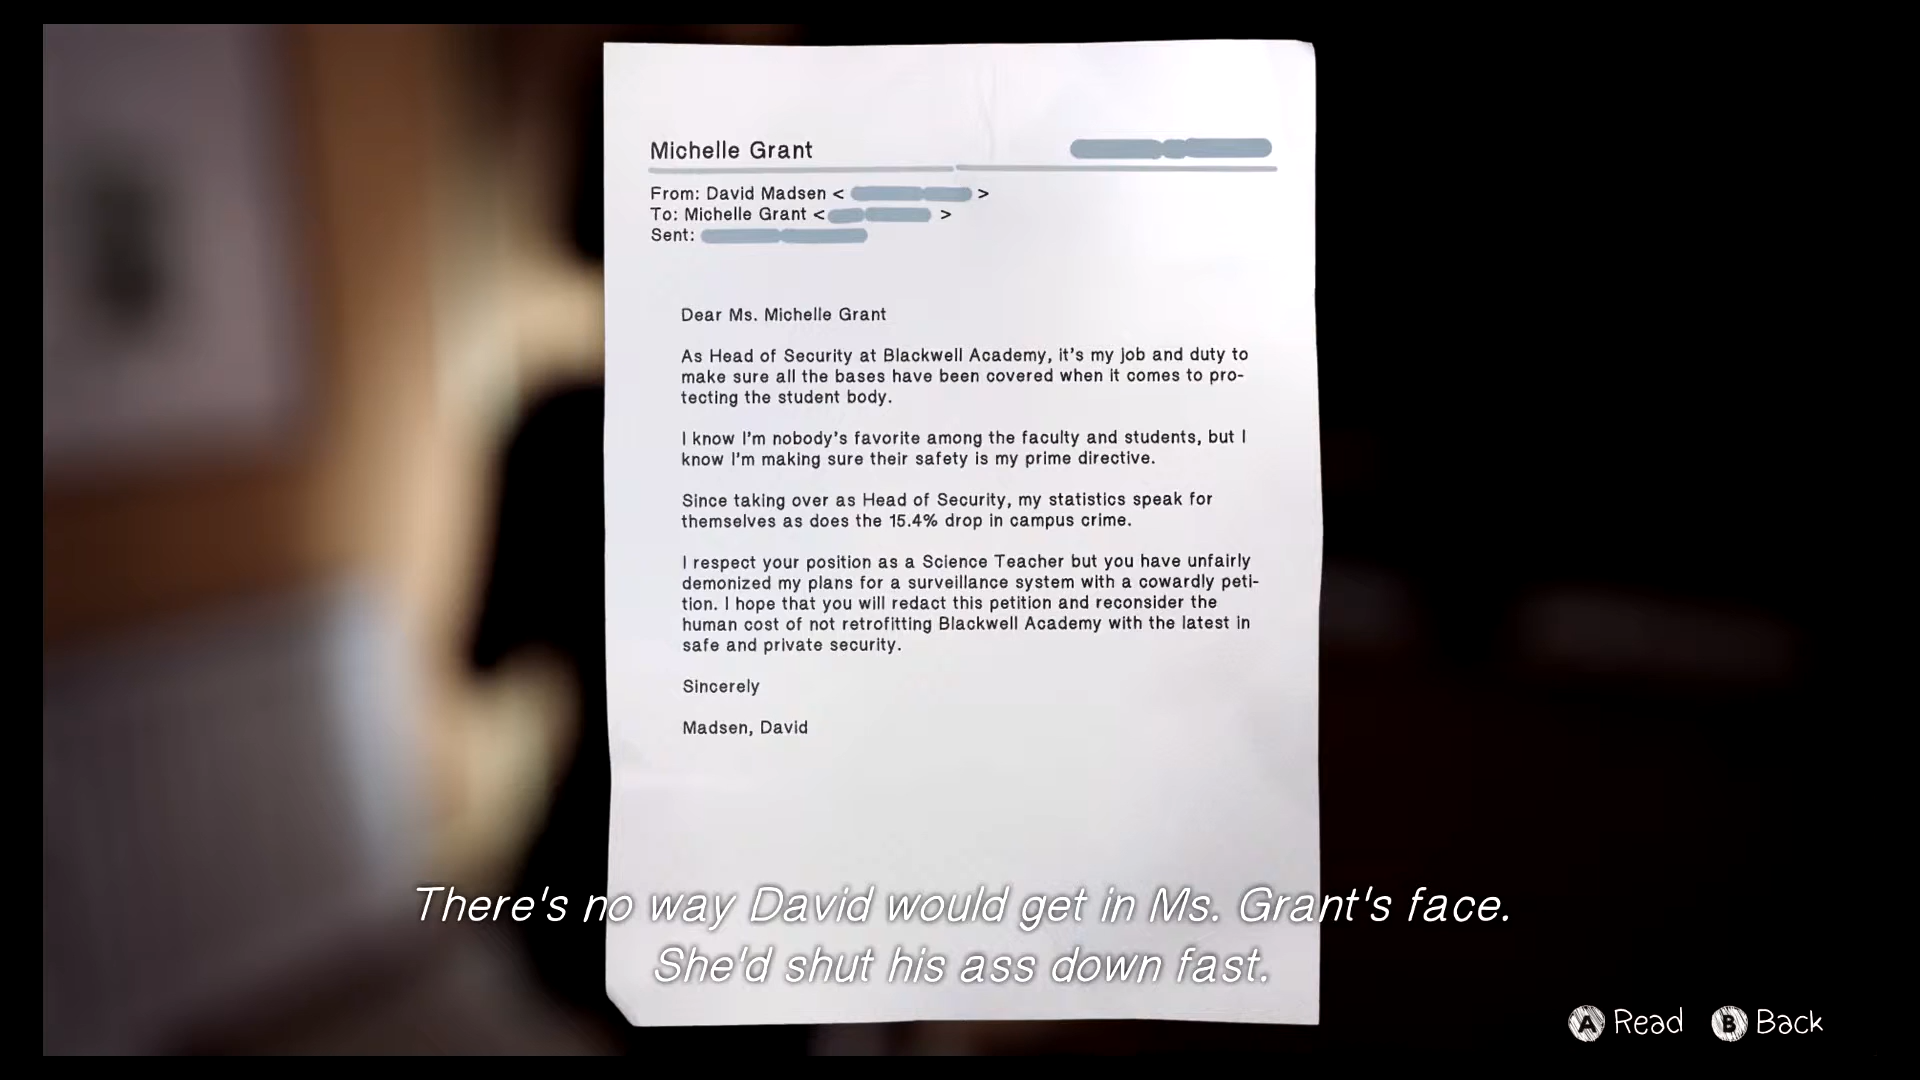 Michelle Grant
From: David Madsen < >
To: Michelle Grant < >
Sent:
Dear Ms. Michelle Grant
As Head of Security at Blackwell Academy, it's my job and duty to
make sure all the bases have been covered when it comes to pro-
tecting the student body.
I know I'm nobody's favorite among the faculty and students, but I
know I'm making sure their safety is my prime directive.
Since taking over as Head of Security, my statistics speak for
themselves as does the 15.4% drop in campus crime.
I respect your position as a Science Teacher but you have unfairly
demonized my plans for a surveillance system with a cowardly peti-
tion. I hope that you will redact this petition and reconsider the
human cost of not retrofitting Blackwell Academy with the latest in
safe and private security.
Sincerely
Madsen, David
There's no way David would get in Ms. Grant's face.
She'd shut his ass down fast.
A Read B Back